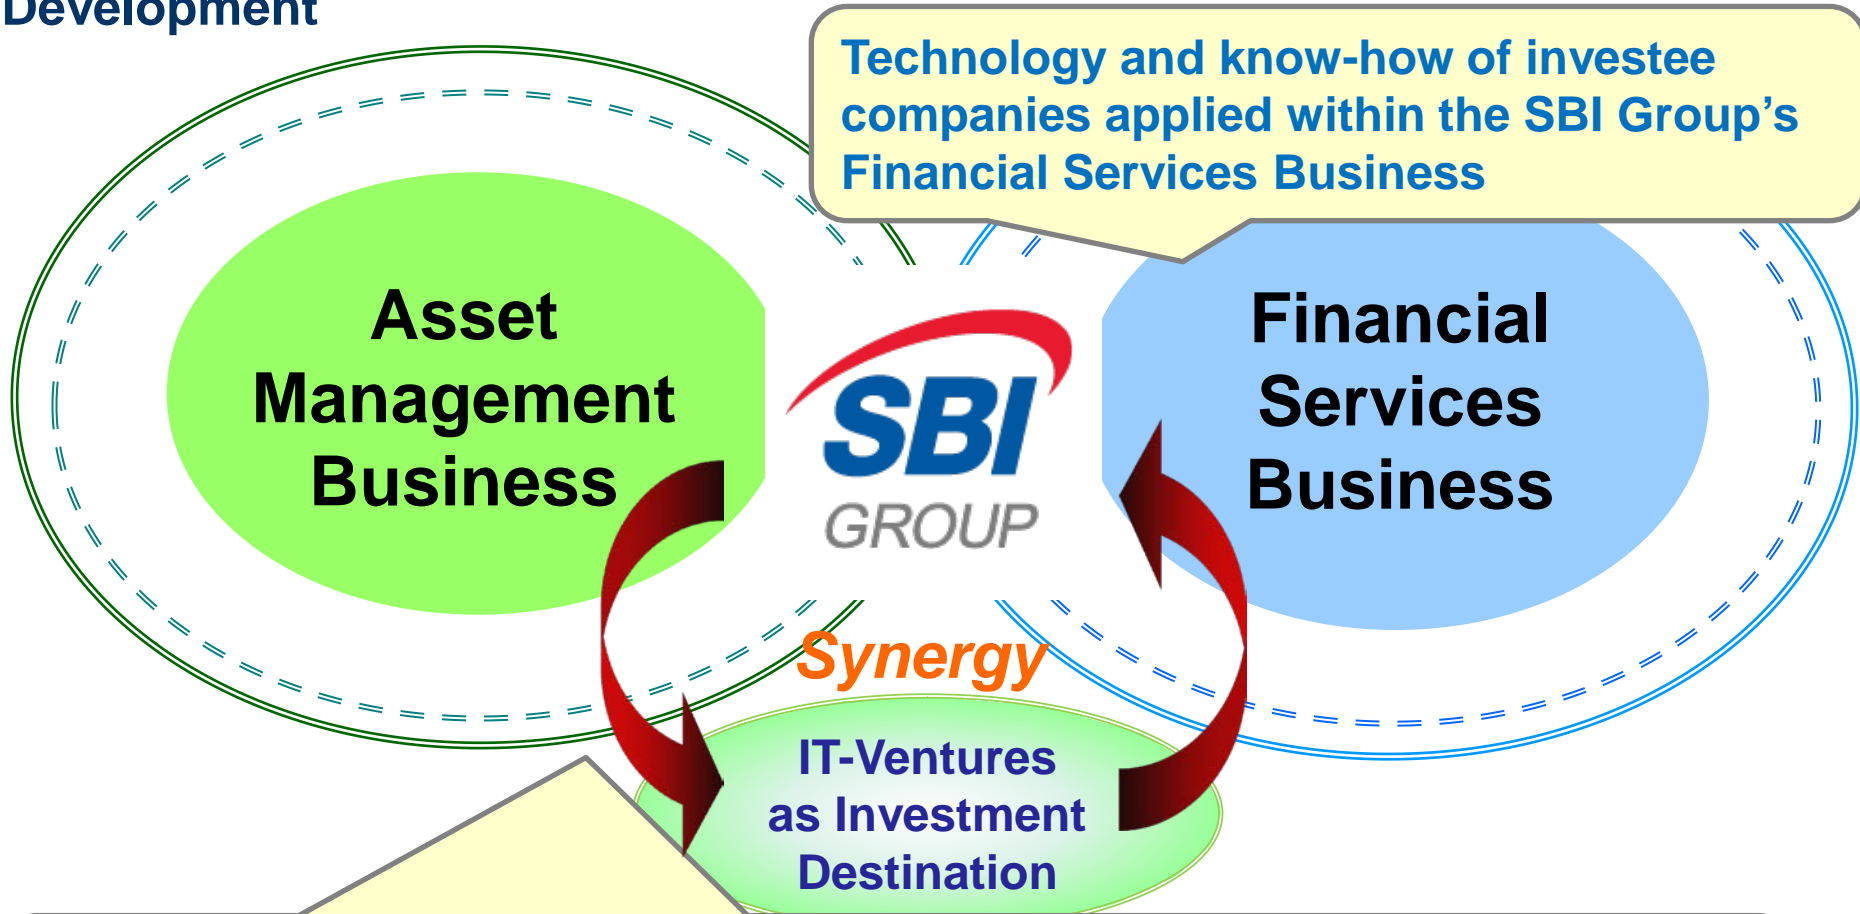 Development
Technology and know-how of investee
companies applied within the SBI Group’s
Financial Services Business
Asset
Management
Business
SBI
GROUP
Financial
Services
Business
Synergy
IT-Ventures
as Investment
Destination